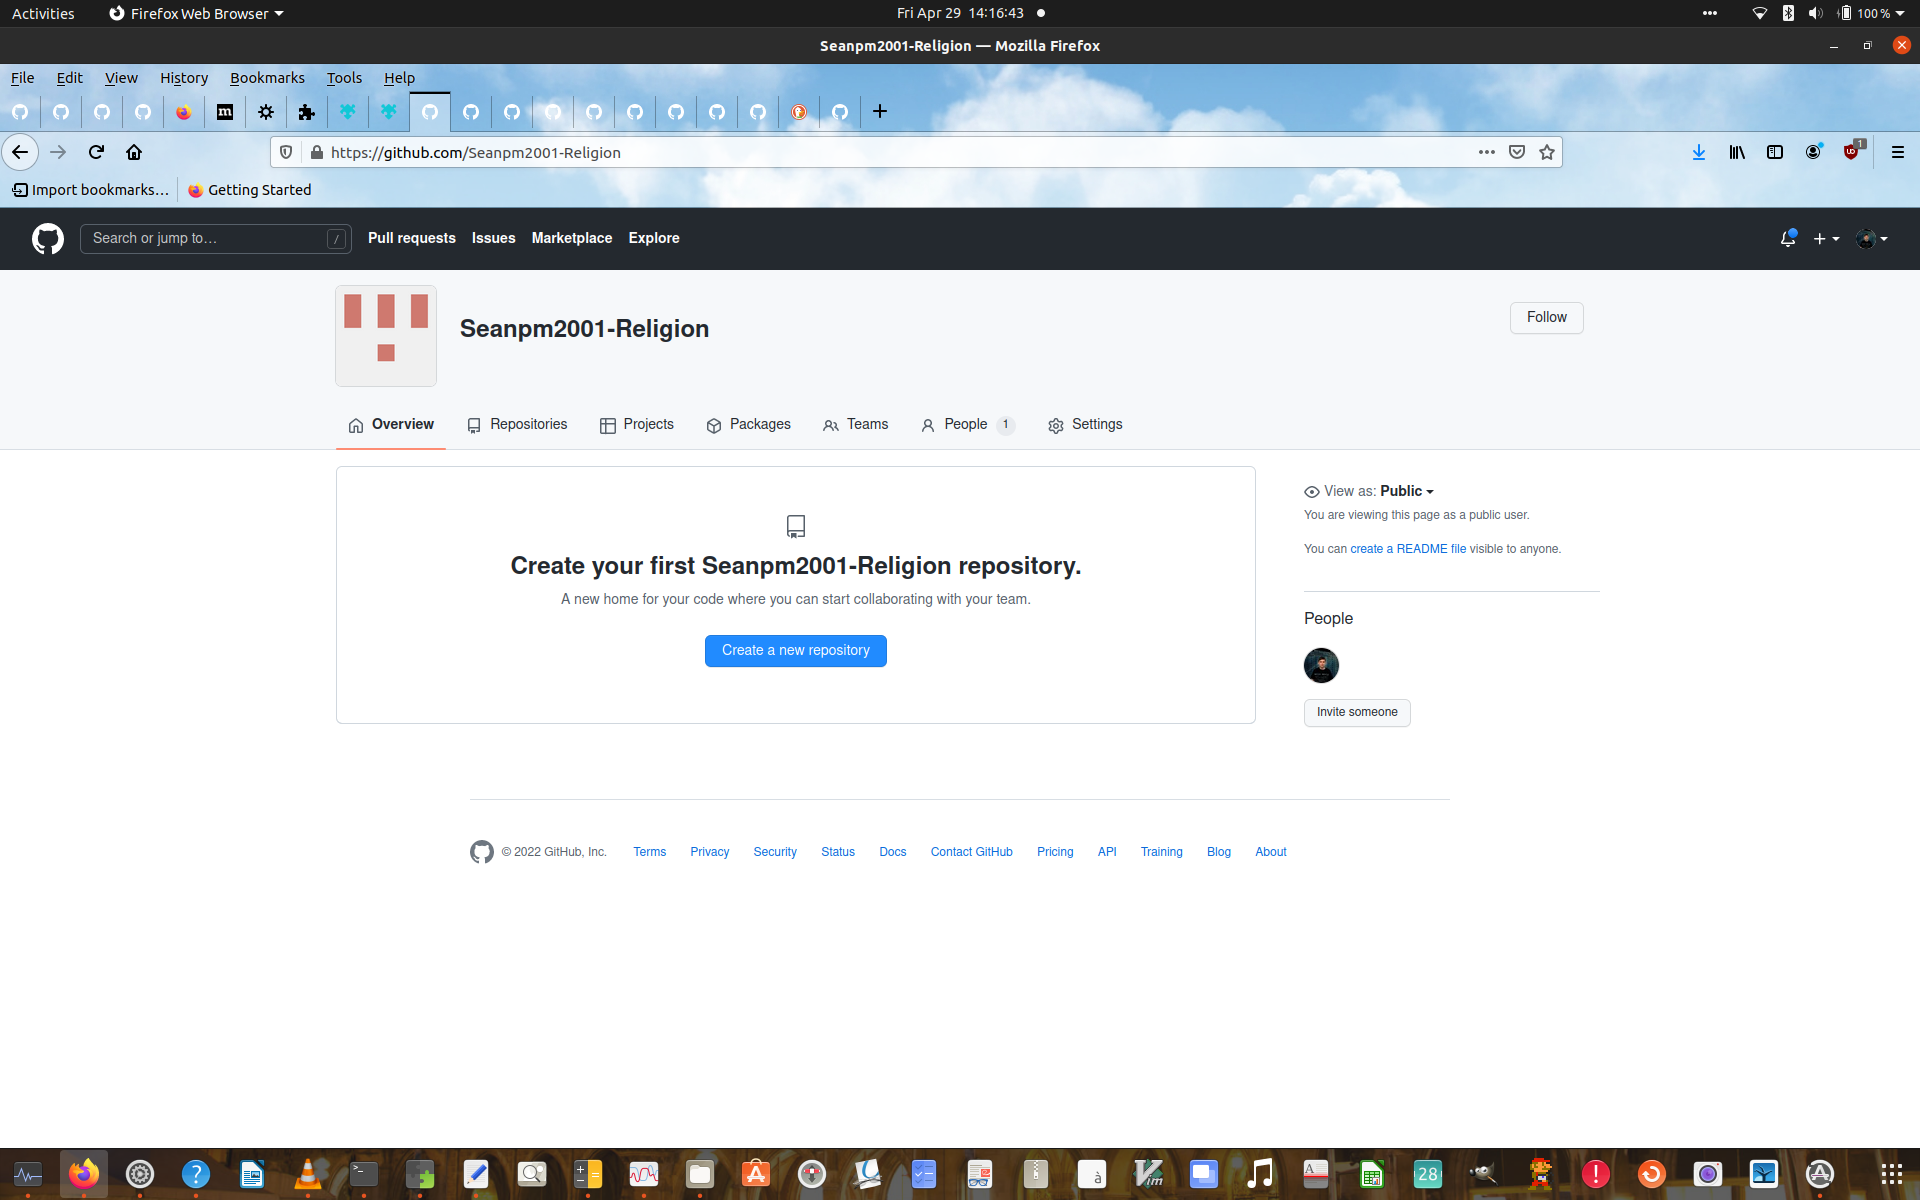 Activities
Firefox Web Browser
Fri Apr 29 14:16:43
100 %
Seanpm2001-Religion — Mozilla Firefox
File Edit View History Bookmarks Tools Help
https://github.com/Seanpm2001-Religion
1
Import bookmarks…
Getting Started
Search or jump to…
/
Pull requests
Issues
Marketplace
Explore
Seanpm2001-Religion
Follow
Overview
Repositories
Projects
Packages
Teams
People 1
Settings
Create your first Seanpm2001-Religion repository.
A new home for your code where you can start collaborating with your team.
Create a new repository
View as: Public
You are viewing this page as a public user.
You can create a README file visible to anyone.
People
Invite someone
© 2022 GitHub, Inc.
Terms
Privacy
Security
Status
Docs
Contact GitHub
Pricing
API
Training
Blog
About
28